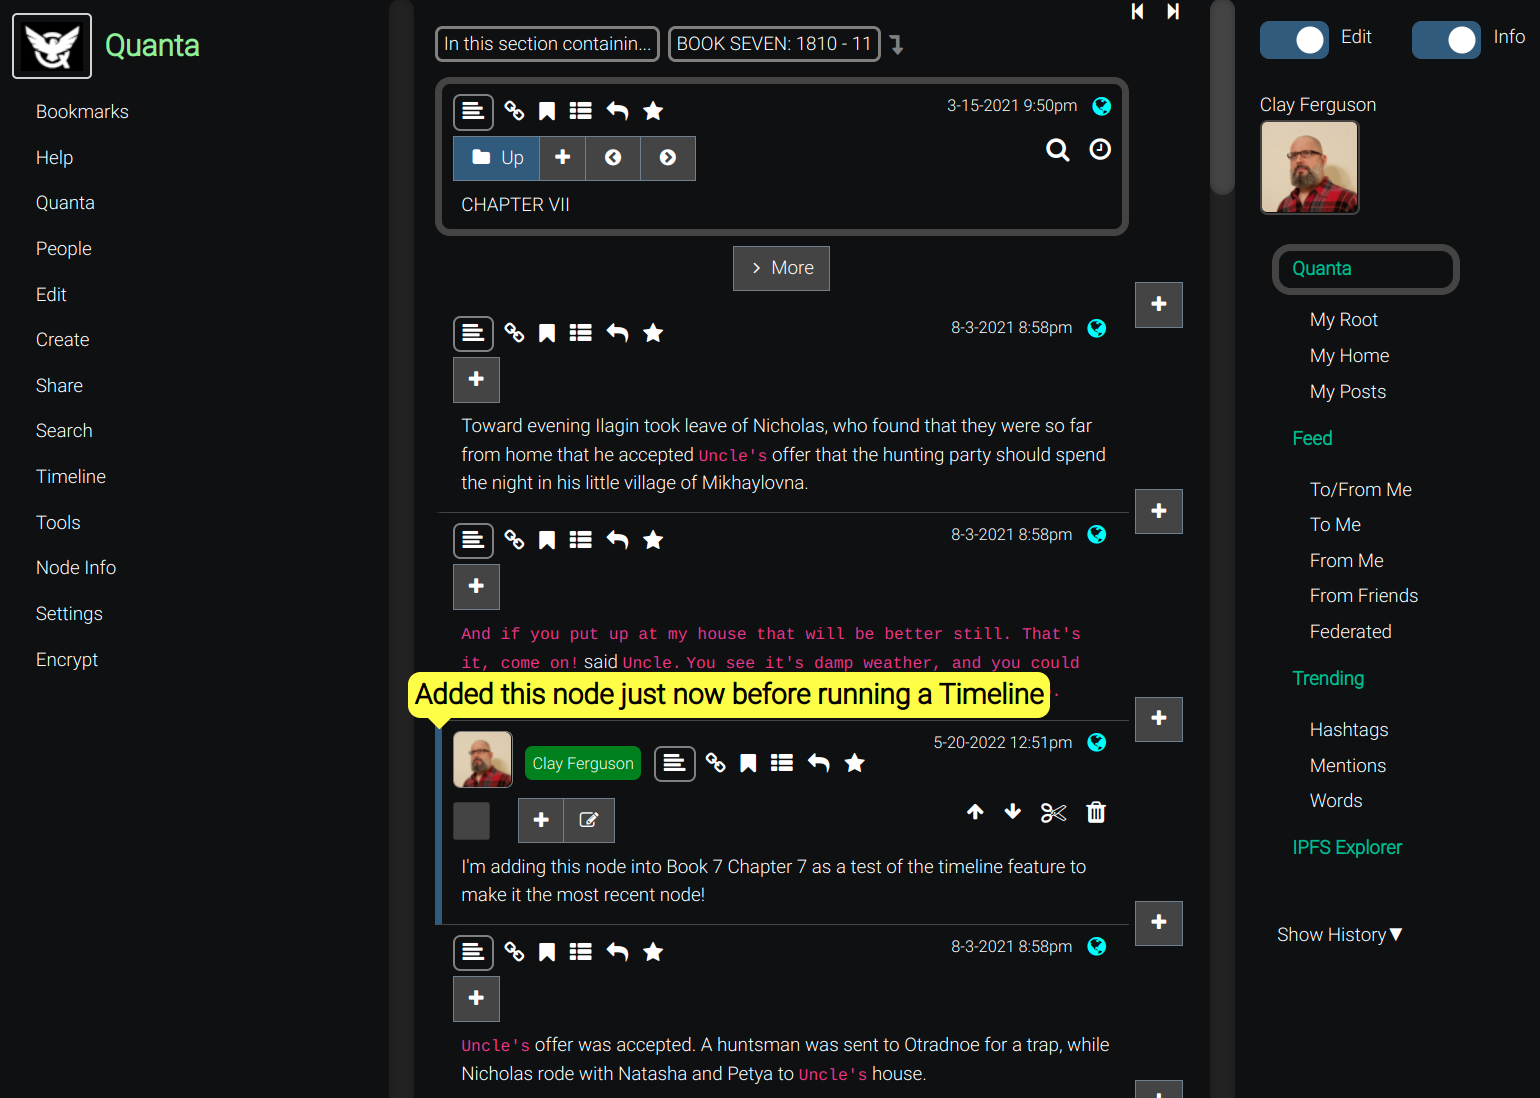 Quanta
Bookmarks
Help
Quanta
People
Edit
Create
Share
Search
Timeline
Tools
Node Info
Settings
Encrypt
In this section containin...
BOOK SEVEN: 1810 - 11
3-15-2021 9:50pm
Up
CHAPTER VII
More
8-3-2021 8:58pm
Toward evening Ilagin took leave of Nicholas, who found that they were so far
from home that he accepted Uncle's offer that the hunting party should spend
the night in his little village of Mikhaylovna.
8-3-2021 8:58pm
And if you put up at my house that will be better still. That's
it, come on! said Uncle. You see it's damp weather, and you could
Added this node just now before running a Timeline
5-20-2022 12:51pm
Clay Ferguson
I'm adding this node into Book 7 Chapter 7 as a test of the timeline feature to
make it the most recent node!
8-3-2021 8:58pm
Uncle's offer was accepted. A huntsman was sent to Otradnoe for a trap, while
Nicholas rode with Natasha and Petya to Uncle's house.
Edit
Info
Clay Ferguson
Quanta
My Root
My Home
My Posts
Feed
To/From Me
To Me
From Me
From Friends
Federated
Trending
Hashtags
Mentions
Words
IPFS Explorer
Show History▼